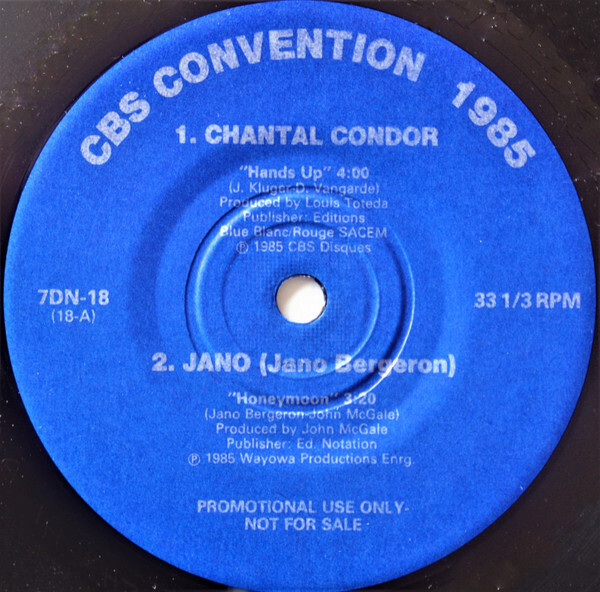 CBS CONVENTION 1985
1. CHANTAL CONDOR
"Hands Up" 4:00
(J. Kluger-D. Vangarde)
Produced by Louis Toteda
Publisher: Editions
Blue Blanc/Rouge SACEM
℗ 1985 CBS Disques
7DN-18
(18-A)
33 1/3 RPM
2. JANO (Jano Bergeron)
"Honeymoon" 3:20
(Jano Bergeron-John McGale)
Produced by John McGale
Publisher: Ed. Notation
℗ 1985 Wayowa Productions Enrg.
PROMOTIONAL USE ONLY-
NOT FOR SALE